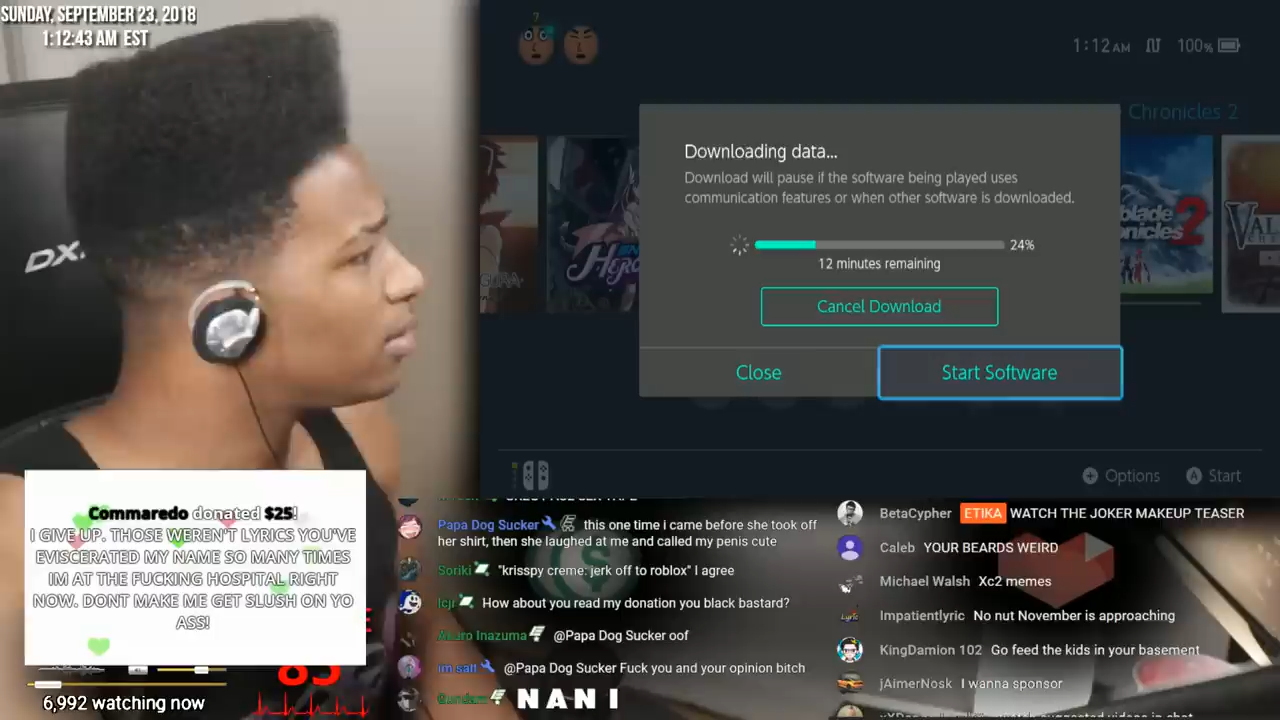 SUNDAY, SEPTEMBER 23, 2018
1:12:43 AM EST
DX.
1:12 AM 100%
Chronicles 2
Downloading data...
Download will pause if the software being played uses
communication features or when other software is downloaded.
24%
12 minutes remaining
Cancel Download
Close
Start Software
Options
Start
Commaredo donated $25!
I GIVE UP. THOSE WEREN'T LYRICS YOU'VE
EVISCERATED MY NAME SO MANY TIMES
IM AT THE FUCKING HOSPITAL RIGHT
NOW. DONT MAKE ME GET SLUSH ON YO
ASS!
6,992 watching now
Papa Dog Sucker this one time i came before she took off
her shirt, then she laughed at me and called my penis cute
Soriki "krisspy creme: jerk off to roblox" I agree
Icji How about you read my donation you black bastard?
Akuro Inazuma @Papa Dog Sucker oof
im salt @Papa Dog Sucker Fuck you and your opinion bitch
Gundam N A N I
BetaCypher ETIKA WATCH THE JOKER MAKEUP TEASER
Caleb YOUR BEARDS WEIRD
Michael Walsh Xc2 memes
Impatientlyric No nut November is approaching
KingDamion 102 Go feed the kids in your basement
jAimerNosk I wanna sponsor